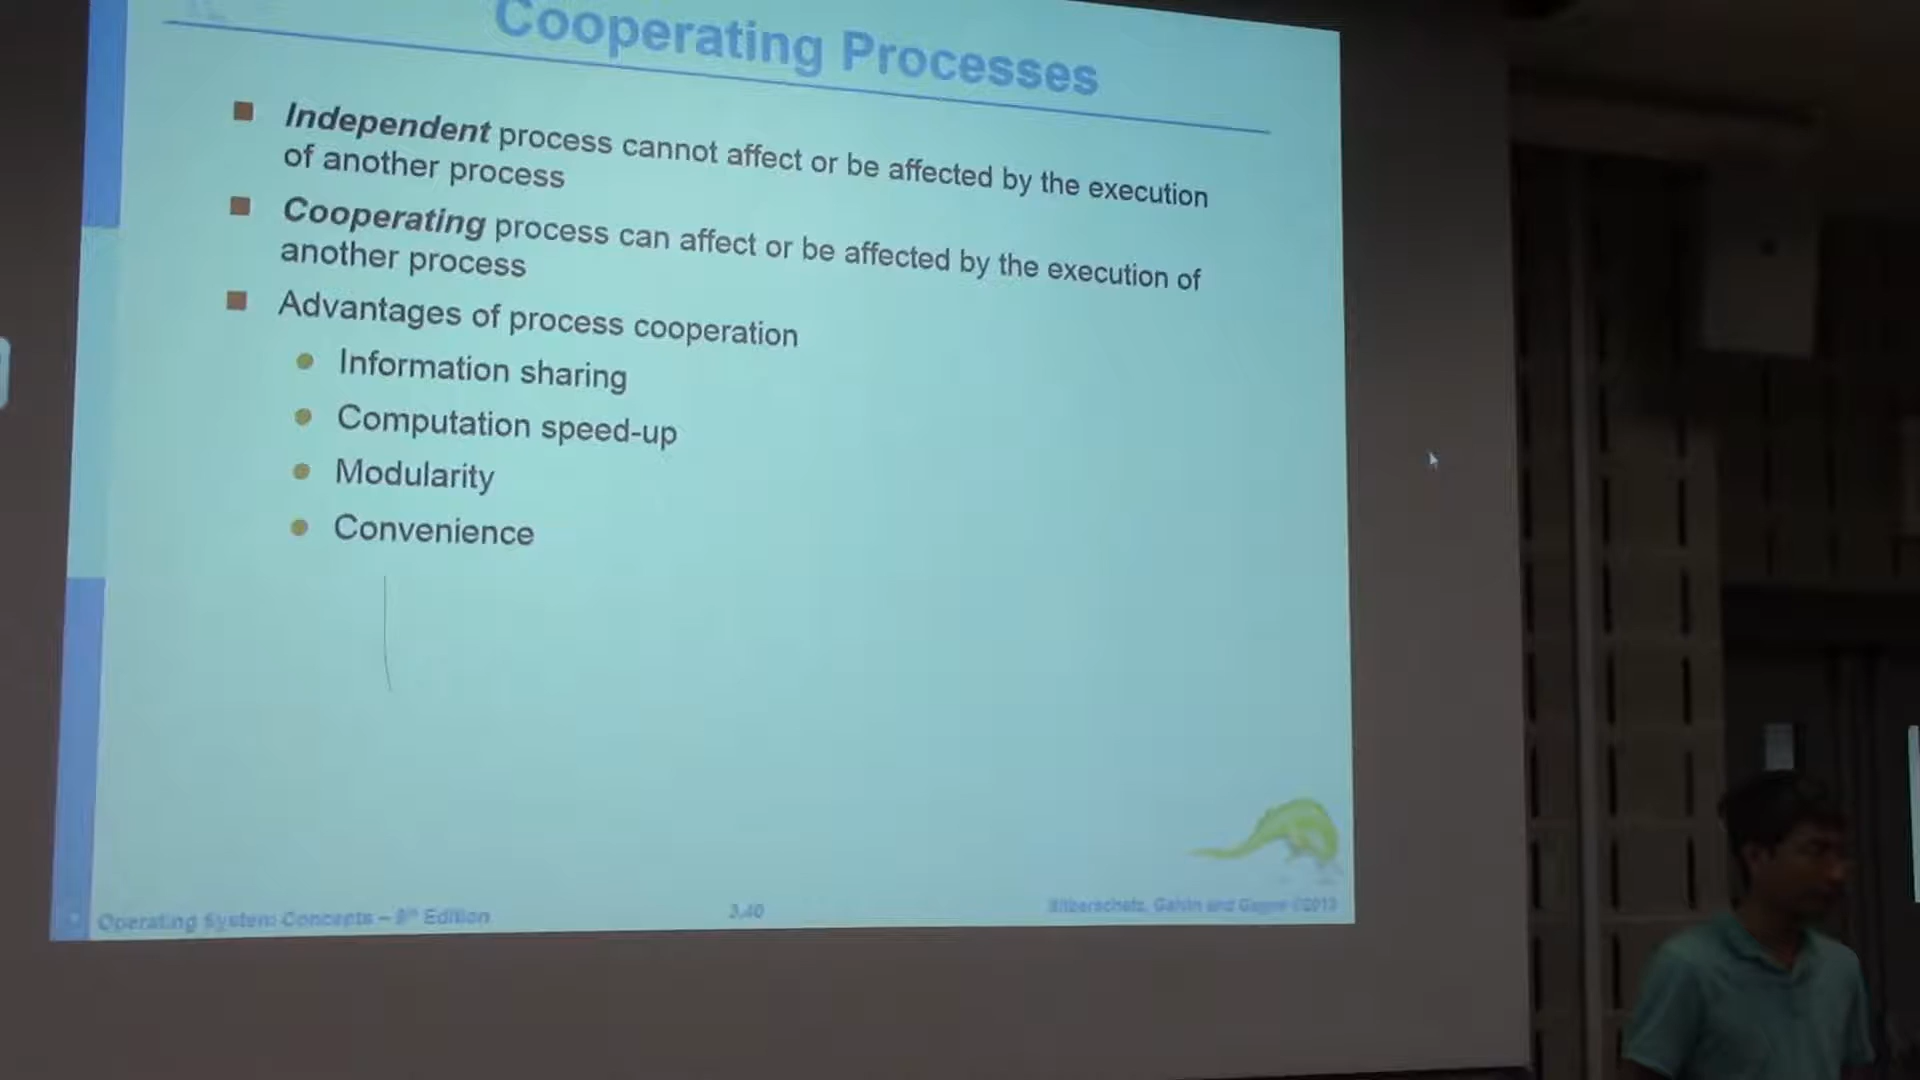 Cooperating Processes
Independent process cannot affect or be affected by the execution
of another process
Cooperating process can affect or be affected by the execution of
another process
Advantages of process cooperation
Information sharing
Computation speed-up
Modularity
Convenience
Operating System Concepts – 9th Edition
3.40
Silberschatz, Galvin and Gagne ©2013